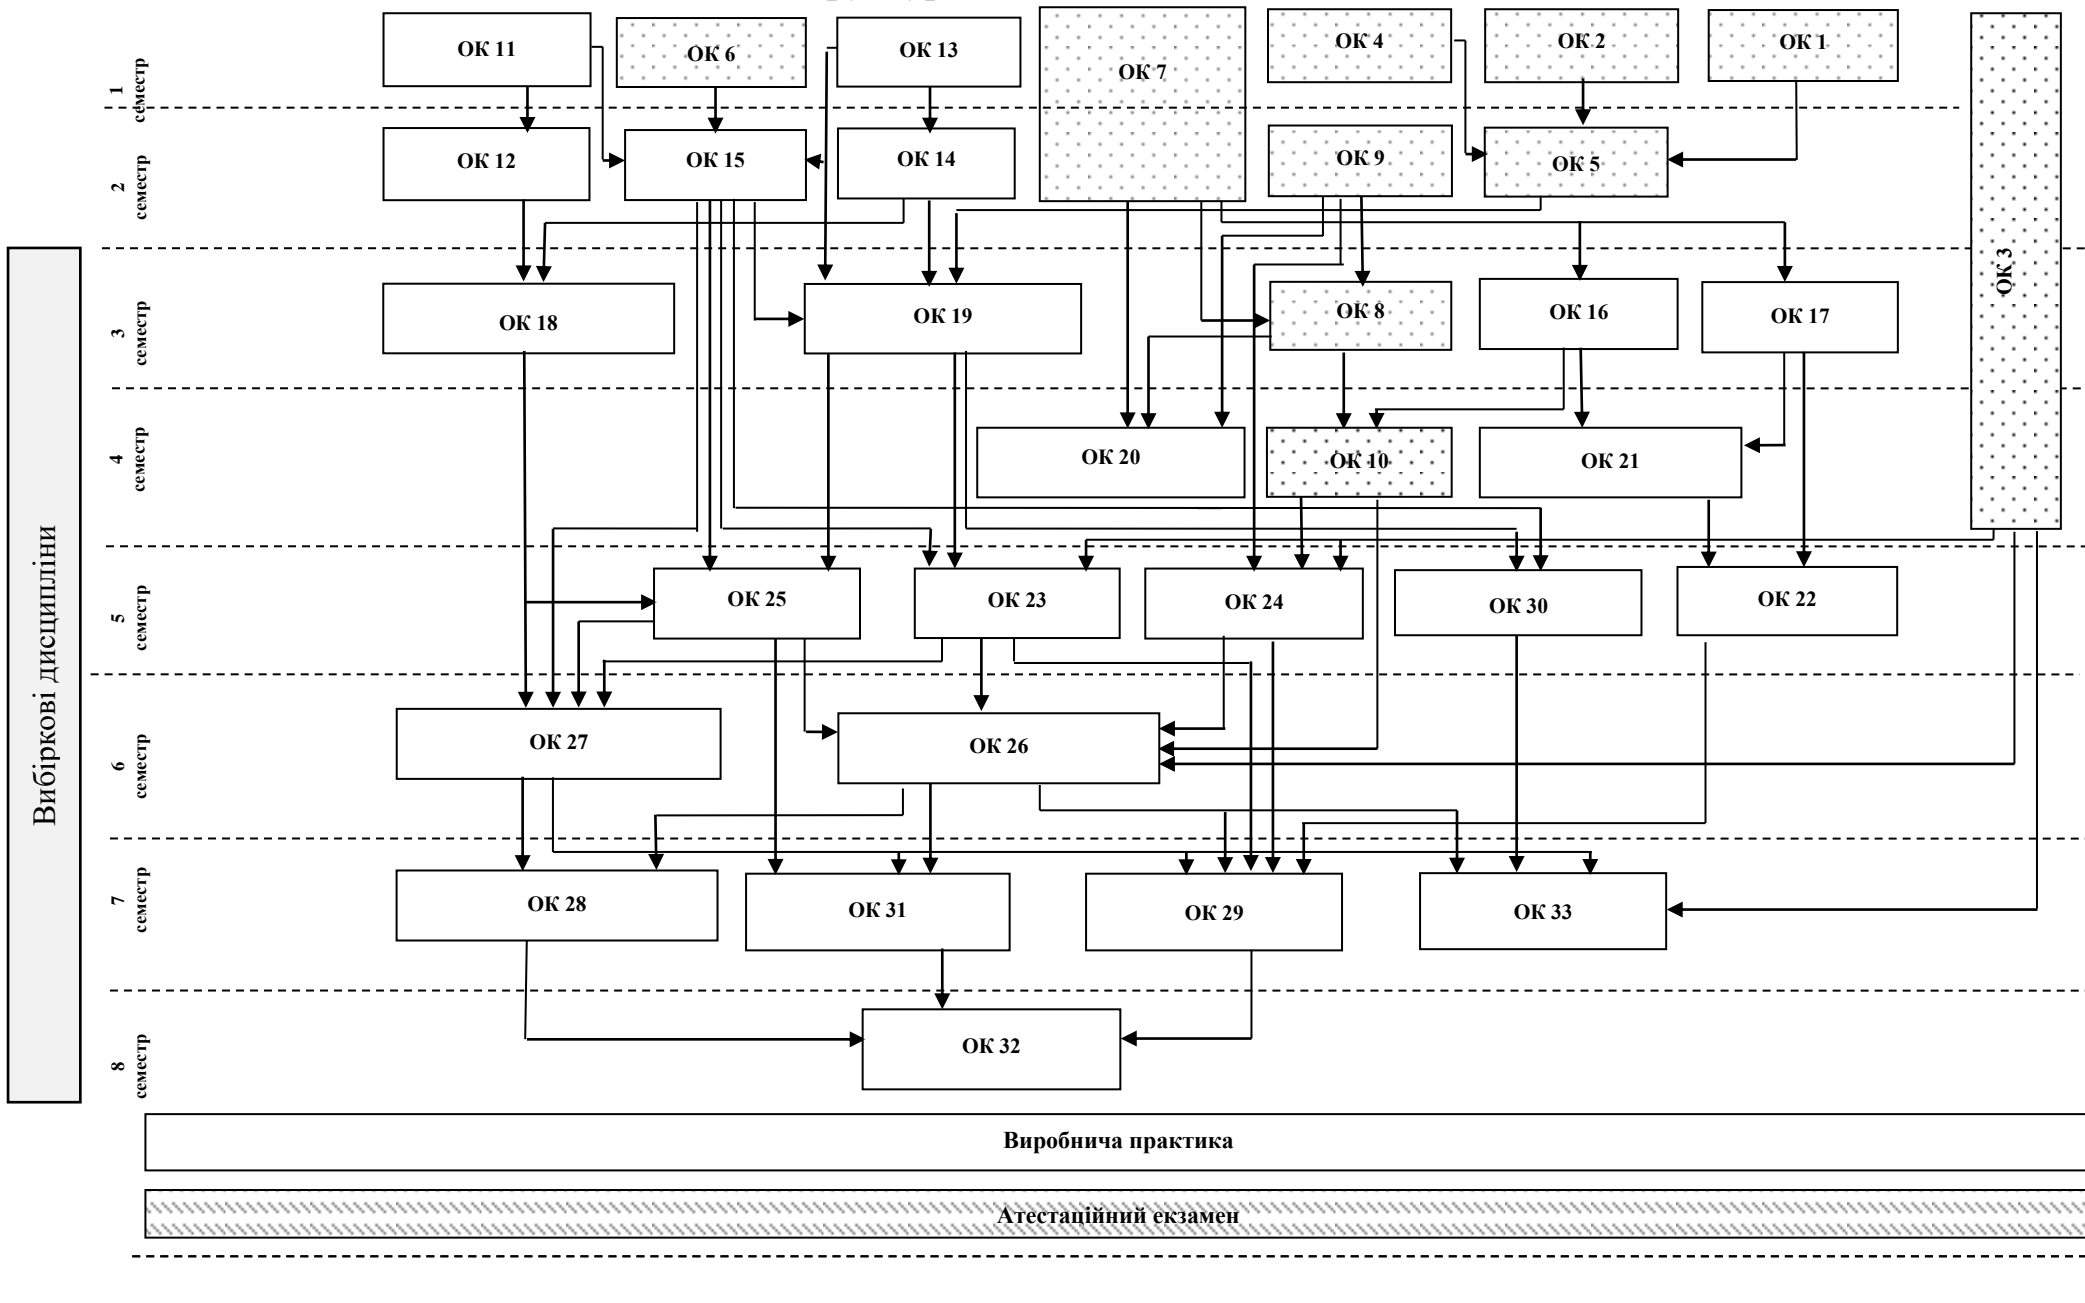 ОК 11
ОК 6
ОК 13
ОК 7
ОК 4
ОК 2
ОК 1
ОК 3
1 семестр
ОК 12
ОК 15
ОК 14
ОК 9
ОК 5
2 семестр
Вибіркові дисципліни
ОК 18
ОК 19
ОК 8
ОК 16
ОК 17
3 семестр
ОК 20
ОК 10
ОК 21
4 семестр
ОК 25
ОК 23
ОК 24
ОК 30
ОК 22
5 семестр
ОК 27
ОК 26
6 семестр
ОК 28
ОК 31
ОК 29
ОК 33
7 семестр
ОК 32
8 семестр
Виробнича практика
Атестаційний екзамен